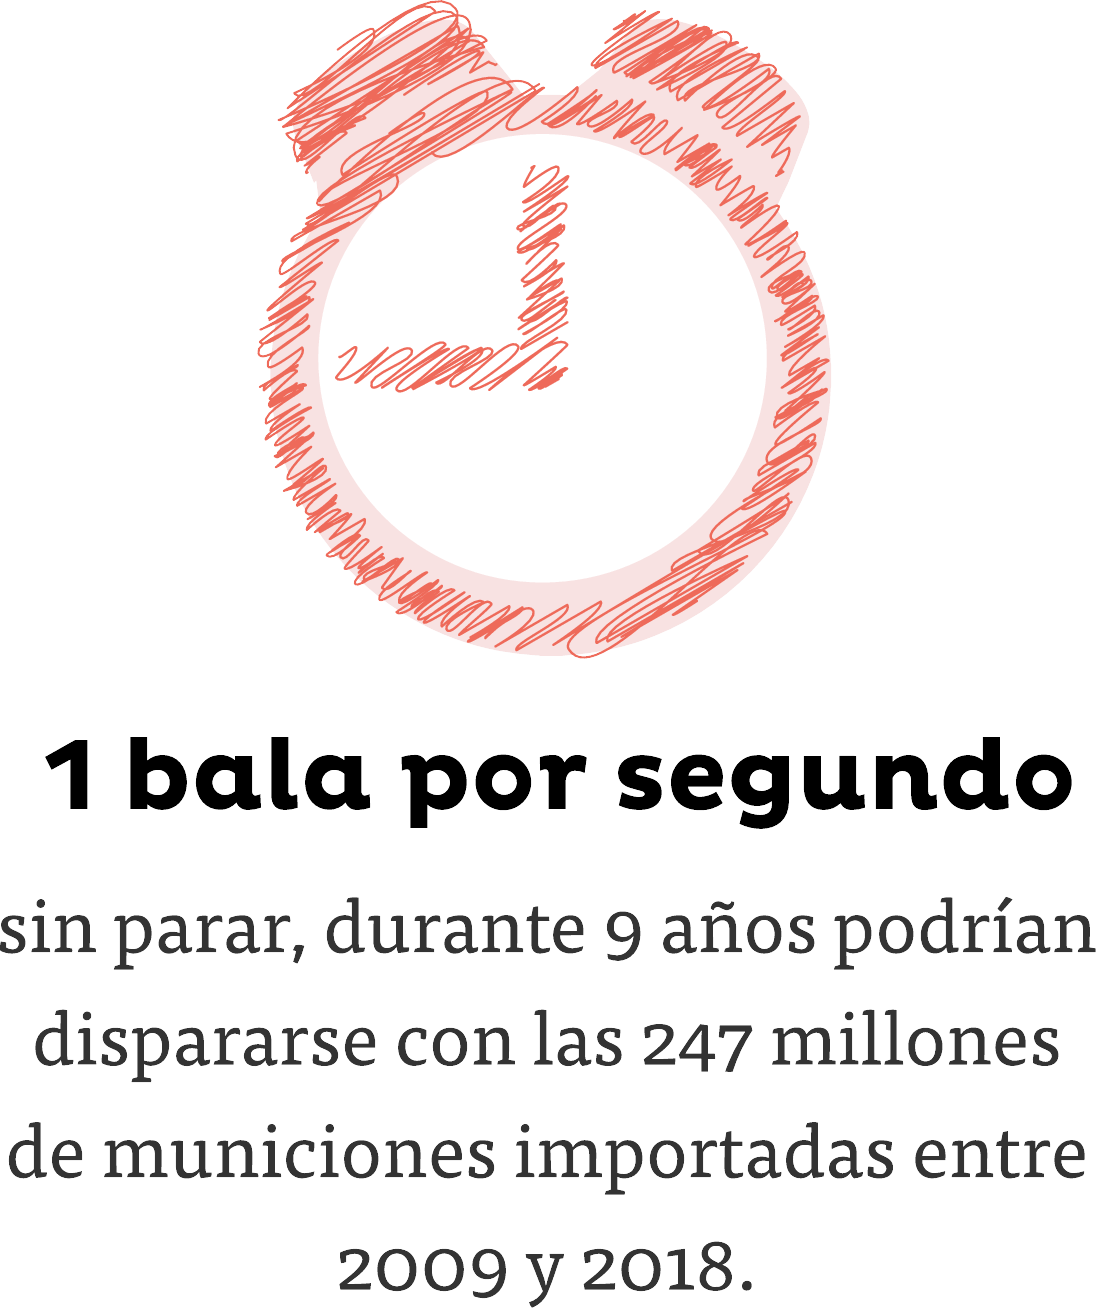 1 bala por segundo
sin parar, durante 9 años podrían
dispararse con las 247 millones
de municiones importadas entre
2009 y 2018.